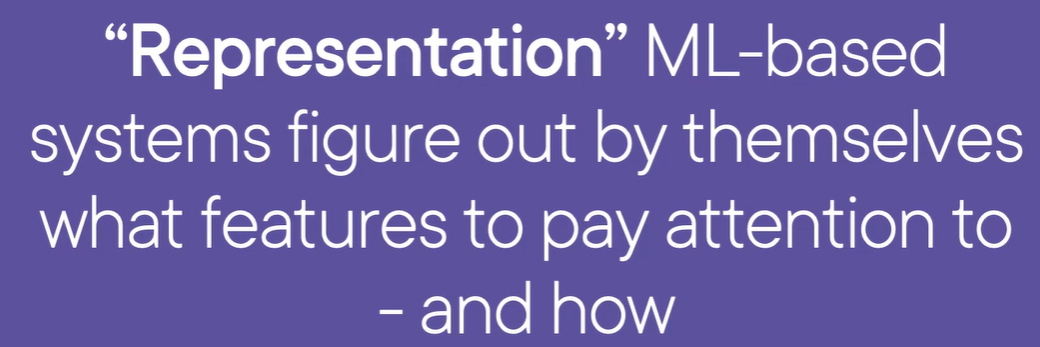 “Representation” ML-based
systems figure out by themselves
what features to pay attention to
- and how